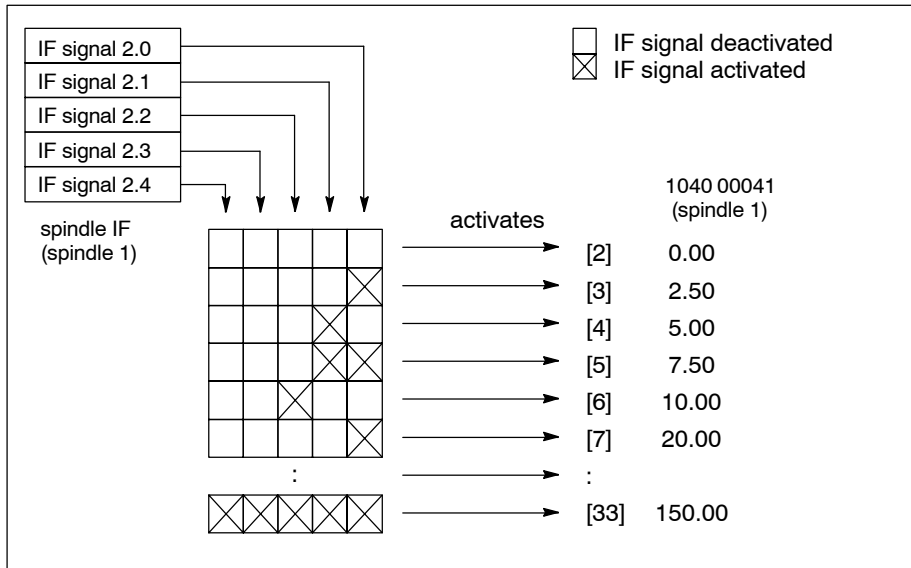 IF signal 2.0
IF signal 2.1
IF signal 2.2
IF signal 2.3
IF signal 2.4
spindle IF
(spindle 1)
IF signal deactivated
IF signal activated
activates
1040 00041
(spindle 1)
[2] 0.00
[3] 2.50
[4] 5.00
[5] 7.50
[6] 10.00
[7] 20.00
: :
[33] 150.00